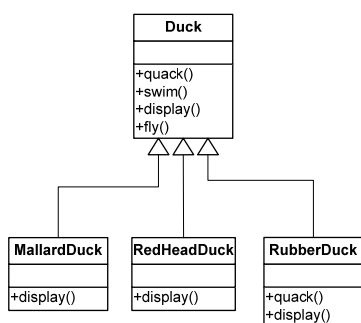 Duck
+quack()
+swim()
+display()
+fly()
MallardDuck
+display()
RedHeadDuck
+display()
RubberDuck
+quack()
+display()